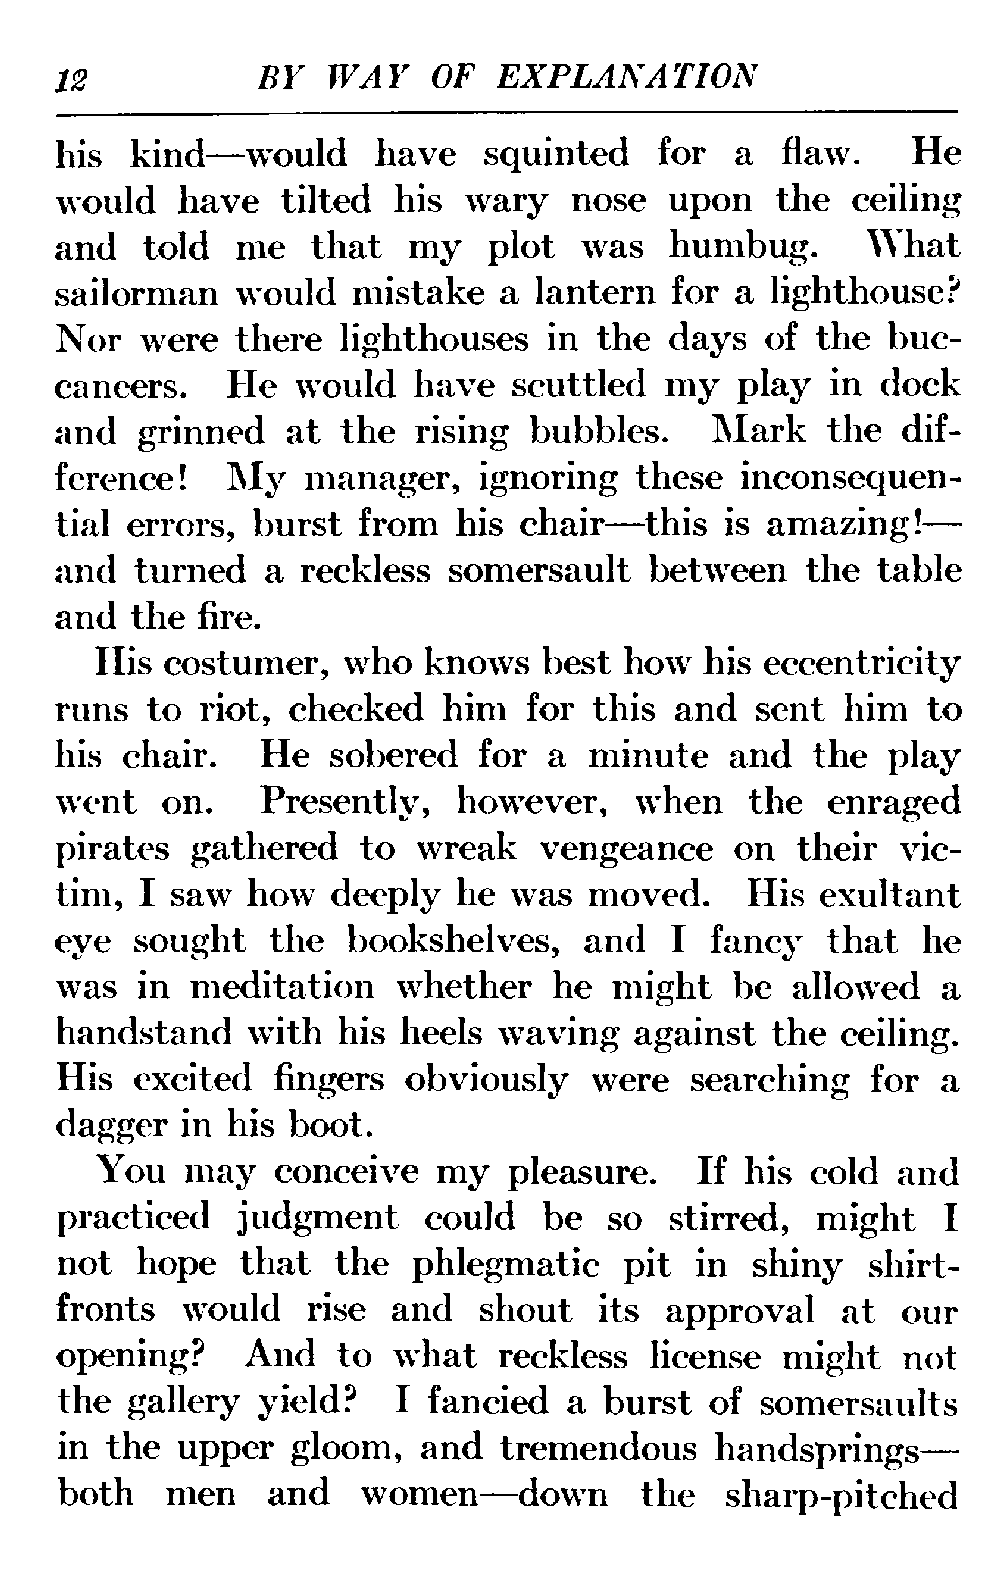 12 BY WAY OF EXPLANATION
his kind—would have squinted for a flaw. He
would have tilted his wary nose upon the ceiling
and told me that my plot was humbug. What
sailorman would mistake a lantern for a lighthouse?
Nor were there lighthouses in the days of the buc-
caneers. He would have scuttled my play in dock
and grinned at the rising bubbles. Mark the dif-
ference! My manager, ignoring these inconsequen-
tial errors, burst from his chair—this is amazing!—
and turned a reckless somersault between the table
and the fire.
His costumer, who knows best how his eccentricity
runs to riot, checked him for this and sent him to
his chair. He sobered for a minute and the play
went on. Presently, however, when the enraged
pirates gathered to wreak vengeance on their vic-
tim, I saw how deeply he was moved. His exultant
eye sought the bookshelves, and I fancy that he
was in meditation whether he might be allowed a
handstand with his heels waving against the ceiling.
His excited fingers obviously were searching for a
dagger in his boot.
You may conceive my pleasure. If his cold and
practiced judgment could be so stirred, might I
not hope that the phlegmatic pit in shiny shirt-
fronts would rise and shout its approval at our
opening? And to what reckless license might not
the gallery yield? I fancied a burst of somersaults
in the upper gloom, and tremendous handsprings—
both men and women—down the sharp-pitched